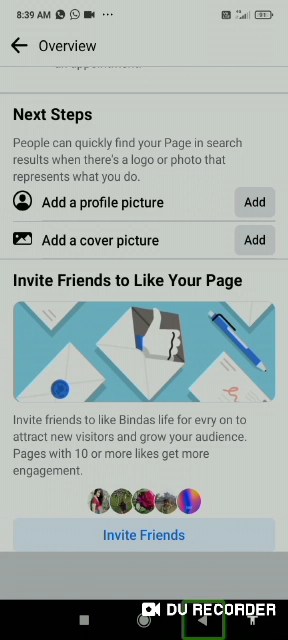 8:39 AM
91
Overview
Next Steps
People can quickly find your Page in search
results when there's a logo or photo that
represents what you do.
Add a profile picture
Add
Add a cover picture
Add
Invite Friends to Like Your Page
Invite friends to like Bindas life for evry on to
attract new visitors and grow your audience.
Pages with 10 or more likes get more
engagement.
Invite Friends
DU RECORDER